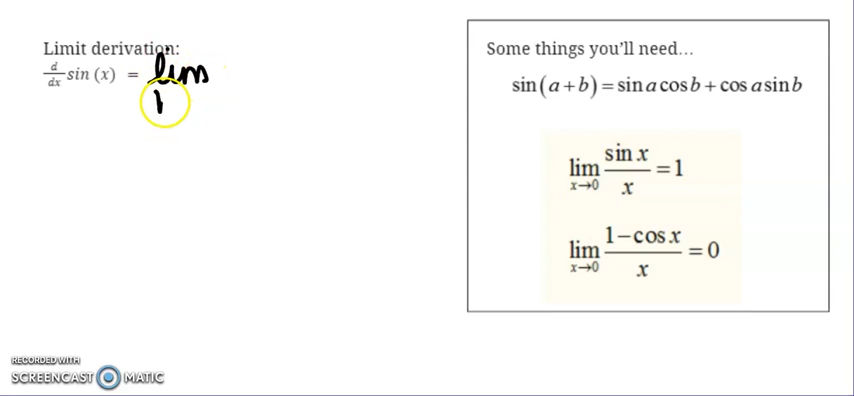 Limit derivation:
d/dx sin (x) = lim
Some things you'll need...
sin(a+b)=sin a cos b+cos a sin b
lim x→0 sin x / x = 1
lim x→0 1−cos x / x = 0
RECORDED WITH
SCREENCAST MATIC